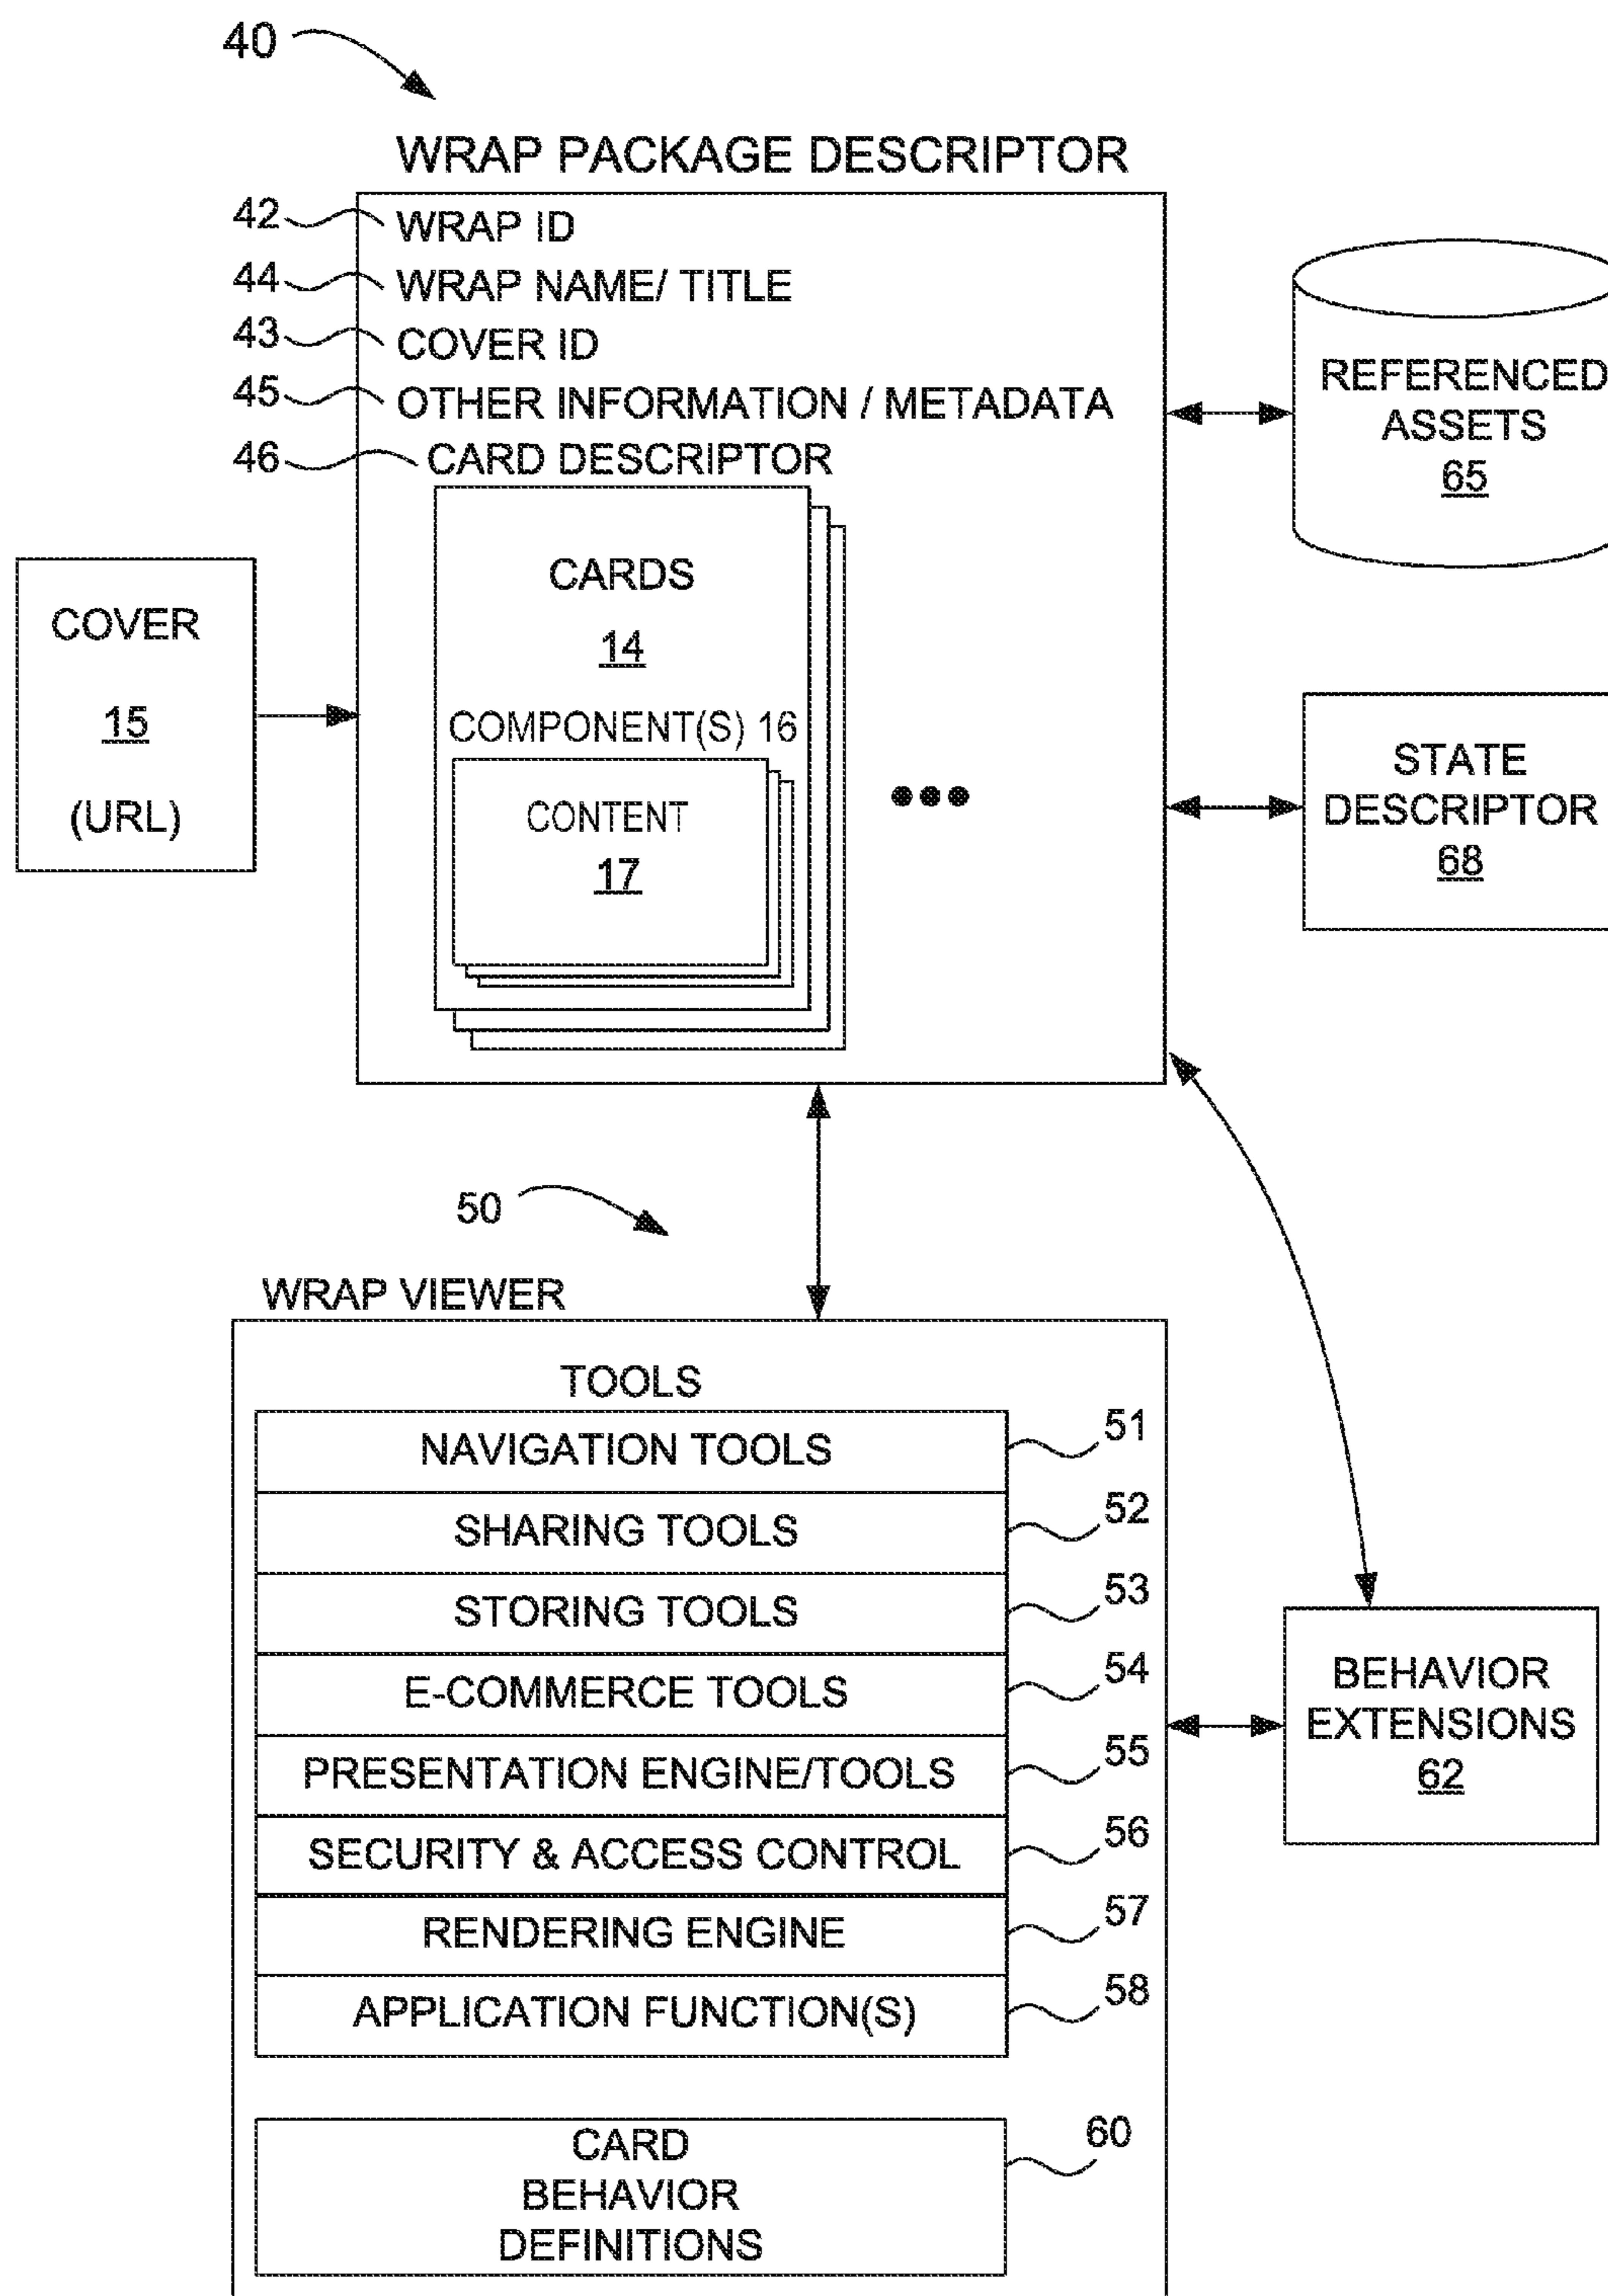 40
WRAP PACKAGE DESCRIPTOR
42 WRAP ID
44 WRAP NAME/ TITLE
43 COVER ID
45 OTHER INFORMATION / METADATA
46 CARD DESCRIPTOR
CARDS
14
COMPONENT(S) 16
CONTENT
17
COVER
15
(URL)
REFERENCED
ASSETS
65
STATE
DESCRIPTOR
68
50
WRAP VIEWER
TOOLS
NAVIGATION TOOLS 51
SHARING TOOLS 52
STORING TOOLS 53
E-COMMERCE TOOLS 54
PRESENTATION ENGINE/TOOLS 55
SECURITY & ACCESS CONTROL 56
RENDERING ENGINE 57
APPLICATION FUNCTION(S) 58
CARD
BEHAVIOR
DEFINITIONS
60
BEHAVIOR
EXTENSIONS
62